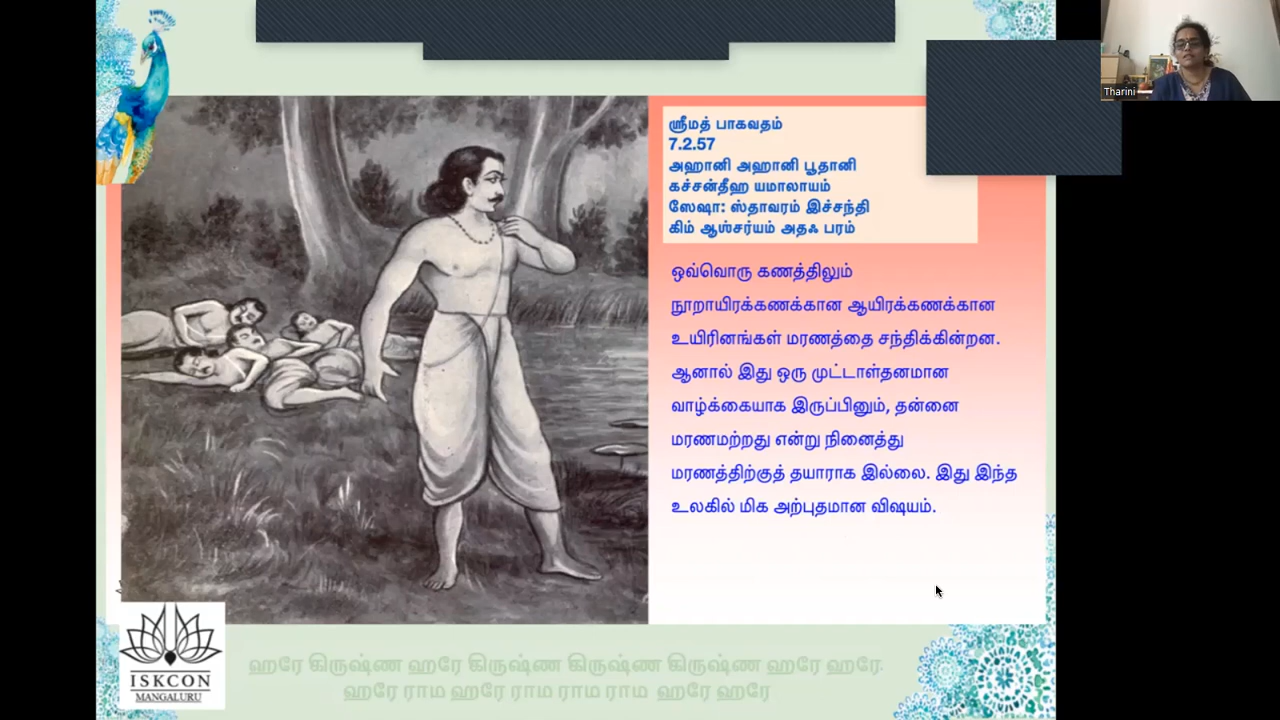 Tharini
ஸ்ரீமத் பாகவதம்
7.2.57
அஹானி அஹானி பூதானி
கச்சன்தீஹ யமாலாயம்
ஸேஷா: ஸ்தாவரம் இச்சந்தி
கிம் ஆஶ்சர்யம் அதஃ பரம்
ஒவ்வொரு கணத்திலும்
நூறாயிரக்கணக்கான ஆயிரக்கணக்கான
உயிரினங்கள் மரணத்தை சந்திக்கின்றன.
ஆனால் இது ஒரு முட்டாள்தனமான
வாழ்க்கையாக இருப்பினும், தன்னை
மரணமற்றது என்று நினைத்து
மரணத்திற்குத் தயாராக இல்லை. இது இந்த
உலகில் மிக அற்புதமான விஷயம்.
ISKCON
MANGALURU
ஹரே கிருஷ்ண ஹரே கிருஷ்ண கிருஷ்ண கிருஷ்ண ஹரே ஹரே
ஹரே ராம ஹரே ராம ராம ராம ஹரே ஹரே